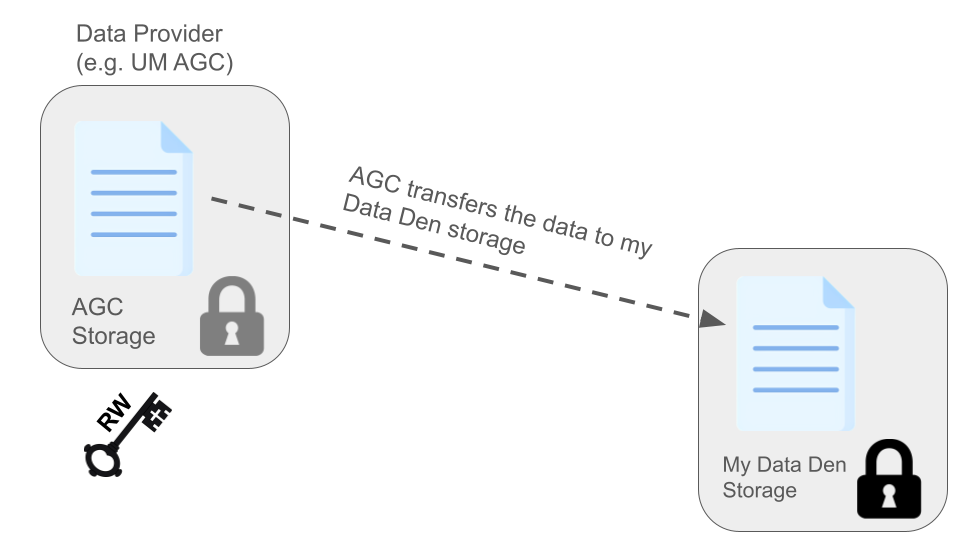 Data Provider
(e.g. UM AGC)
AGC transfers the data to my
Data Den storage
AGC
Storage
RW
My Data Den
Storage